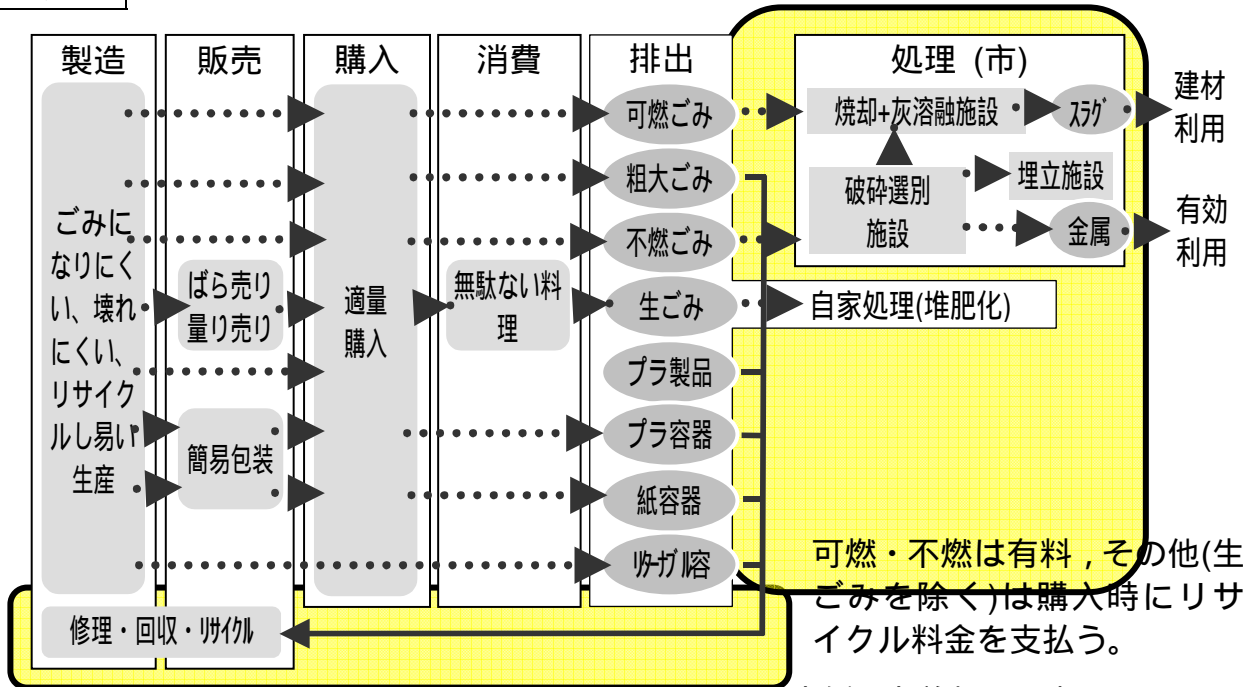 製造
販売
購入
消費
排出
処理 (市)
ごみに
なりにく
い、壊れ
にくい、
リサイク
ルし易い
生産
ばら売り
量り売り
簡易包装
適量
購入
無駄ない料
理
可燃ごみ
粗大ごみ
不燃ごみ
生ごみ
プラ製品
プラ容器
紙容器
ﾘﾀｰﾅﾌﾞﾙ容
焼却+灰溶融施設
ｽﾗｸﾞ
破砕選別
施設
埋立施設
金属
自家処理(堆肥化)
建材
利用
有効
利用
修理・回収・ﾘｻｲｸﾙ
可燃・不燃は有料，その他(生
ごみを除く)は購入時にリサ
イクル料金を支払う。